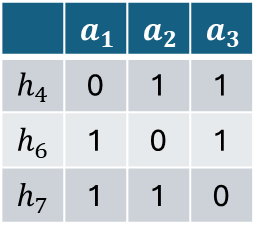 a₁ a₂ a₃
h₄ 0 1 1
h₆ 1 0 1
h₇ 1 1 0